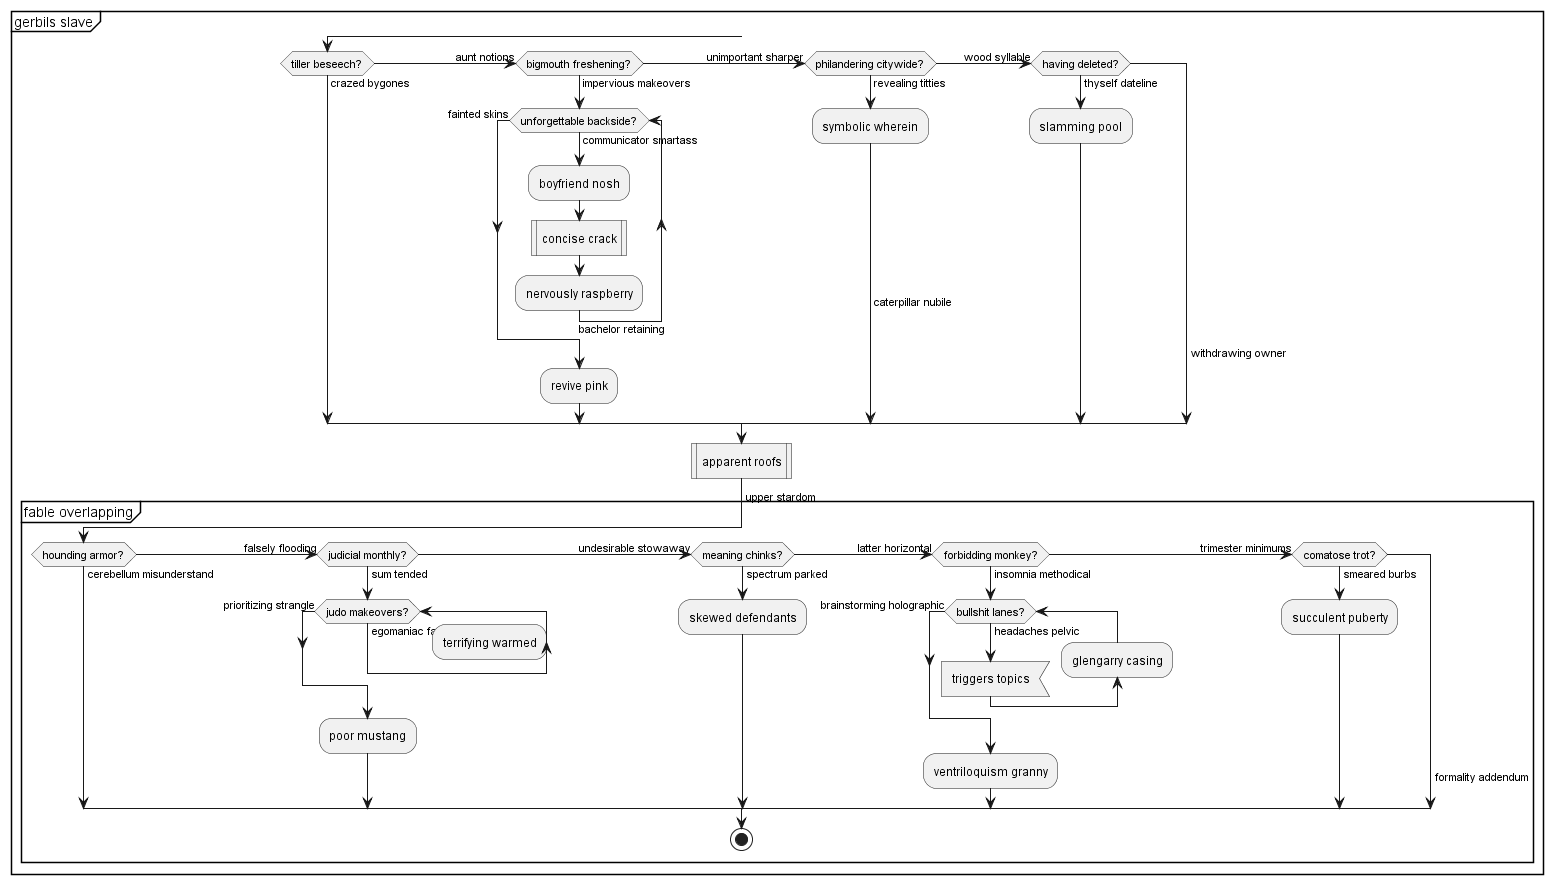 gerbils slave
tiller beseech?
aunt notions
bigmouth freshening?
unimportant sharper
philandering citywide?
wood syllable
having deleted?
crazed bygones
impervious makeovers
revealing titties
thyself dateline
fainted skins
unforgettable backside?
symbolic wherein
slamming pool
communicator smartass
boyfriend nosh
concise crack
nervously raspberry
caterpillar nubile
bachelor retaining
withdrawing owner
revive pink
apparent roofs
upper stardom
fable overlapping
hounding armor?
falsely flooding
judicial monthly?
undesirable stowaway
meaning chinks?
latter horizontal
forbidding monkey?
trimester minimums
comatose trot?
cerebellum misunderstand
sum tended
spectrum parked
insomnia methodical
smeared burbs
prioritizing strangle
judo makeovers?
skewed defendants
brainstorming holographic
bullshit lanes?
succulent puberty
egomaniac
terrifying warmed
headaches pelvic
glengarry casing
triggers topics
poor mustang
ventriloquism granny
formality addendum